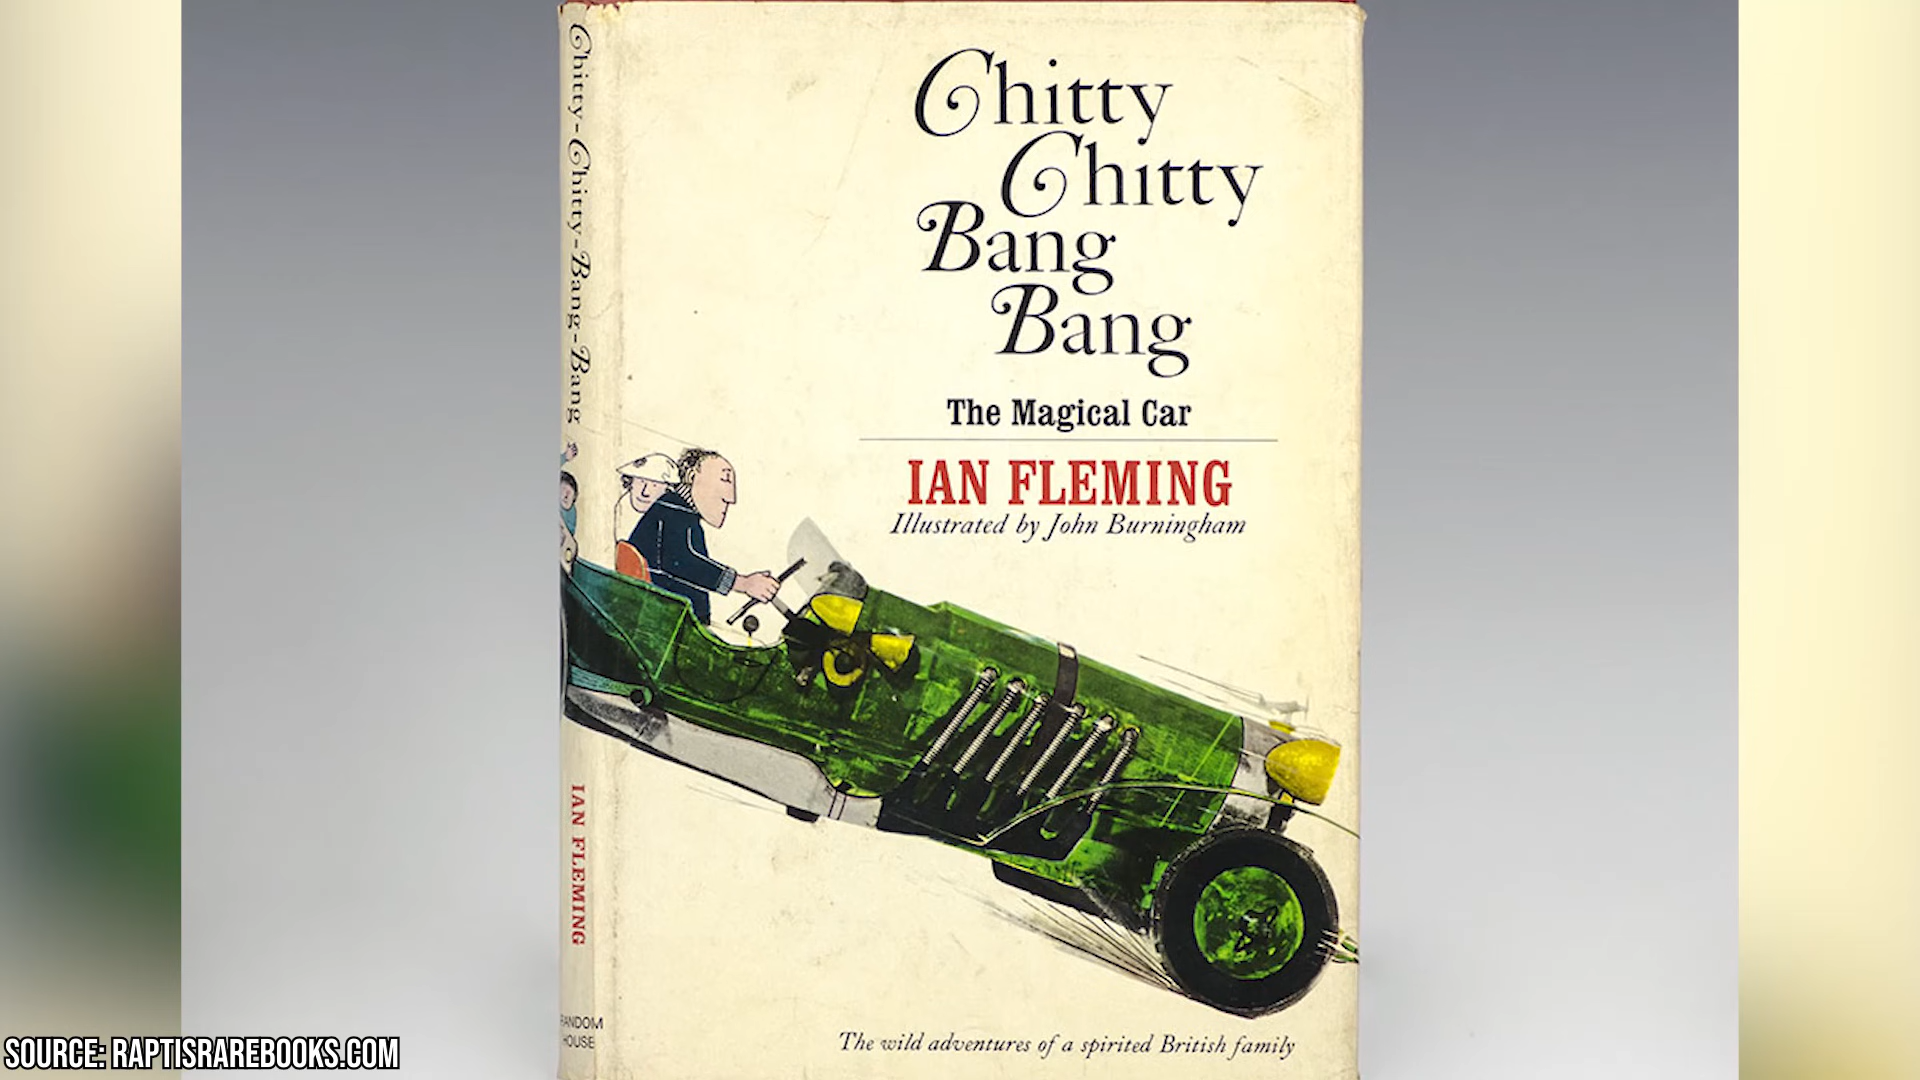 Chitty-Chitty-Bang-Bang
IAN FLEMING
RANDOM
HOUSE
Chitty
Chitty
Bang
Bang
The Magical Car
IAN FLEMING
Illustrated by John Burningham
The wild adventures of a spirited British family
SOURCE: RAPTISRAREBOOKS.COM